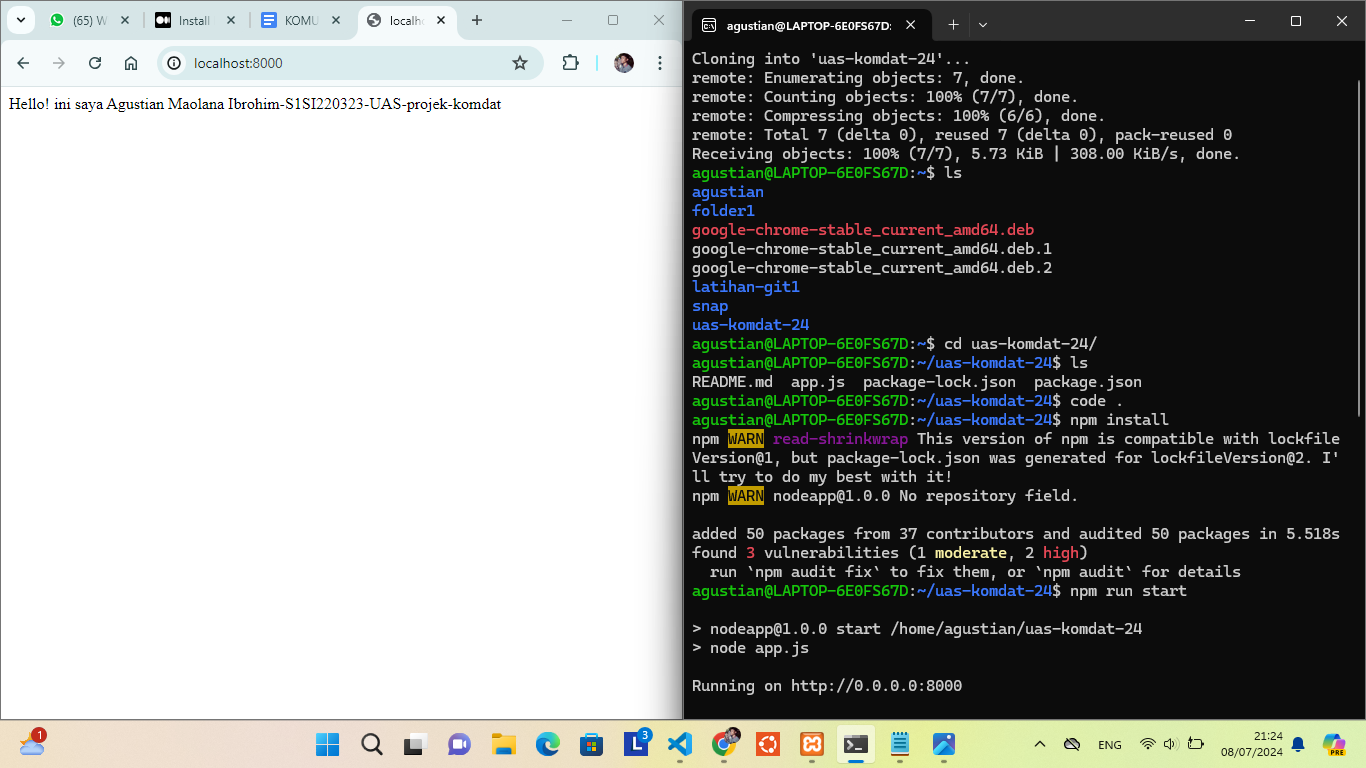 (65) W
Install
KOMU
localho
localhost:8000
Hello! ini saya Agustian Maolana Ibrohim-S1SI220323-UAS-projek-komdat
agustian@LAPTOP-6E0FS67D:
Cloning into 'uas-komdat-24'...
remote: Enumerating objects: 7, done.
remote: Counting objects: 100% (7/7), done.
remote: Compressing objects: 100% (6/6), done.
remote: Total 7 (delta 0), reused 7 (delta 0), pack-reused 0
Receiving objects: 100% (7/7), 5.73 KiB | 308.00 KiB/s, done.
agustian@LAPTOP-6E0FS67D:~$ ls
agustian
folder1
google-chrome-stable_current_amd64.deb
google-chrome-stable_current_amd64.deb.1
google-chrome-stable_current_amd64.deb.2
latihan-git1
snap
uas-komdat-24
agustian@LAPTOP-6E0FS67D:~$ cd uas-komdat-24/
agustian@LAPTOP-6E0FS67D:~/uas-komdat-24$ ls
README.md  app.js  package-lock.json  package.json
agustian@LAPTOP-6E0FS67D:~/uas-komdat-24$ code .
agustian@LAPTOP-6E0FS67D:~/uas-komdat-24$ npm install
npm WARN read-shrinkwrap This version of npm is compatible with lockfile
Version@1, but package-lock.json was generated for lockfileVersion@2. I'
ll try to do my best with it!
npm WARN nodeapp@1.0.0 No repository field.
added 50 packages from 37 contributors and audited 50 packages in 5.518s
found 3 vulnerabilities (1 moderate, 2 high)
run `npm audit fix` to fix them, or `npm audit` for details
agustian@LAPTOP-6E0FS67D:~/uas-komdat-24$ npm run start
> nodeapp@1.0.0 start /home/agustian/uas-komdat-24
> node app.js
Running on http://0.0.0.0:8000
1
L
3
ENG
21:24
08/07/2024
PRE